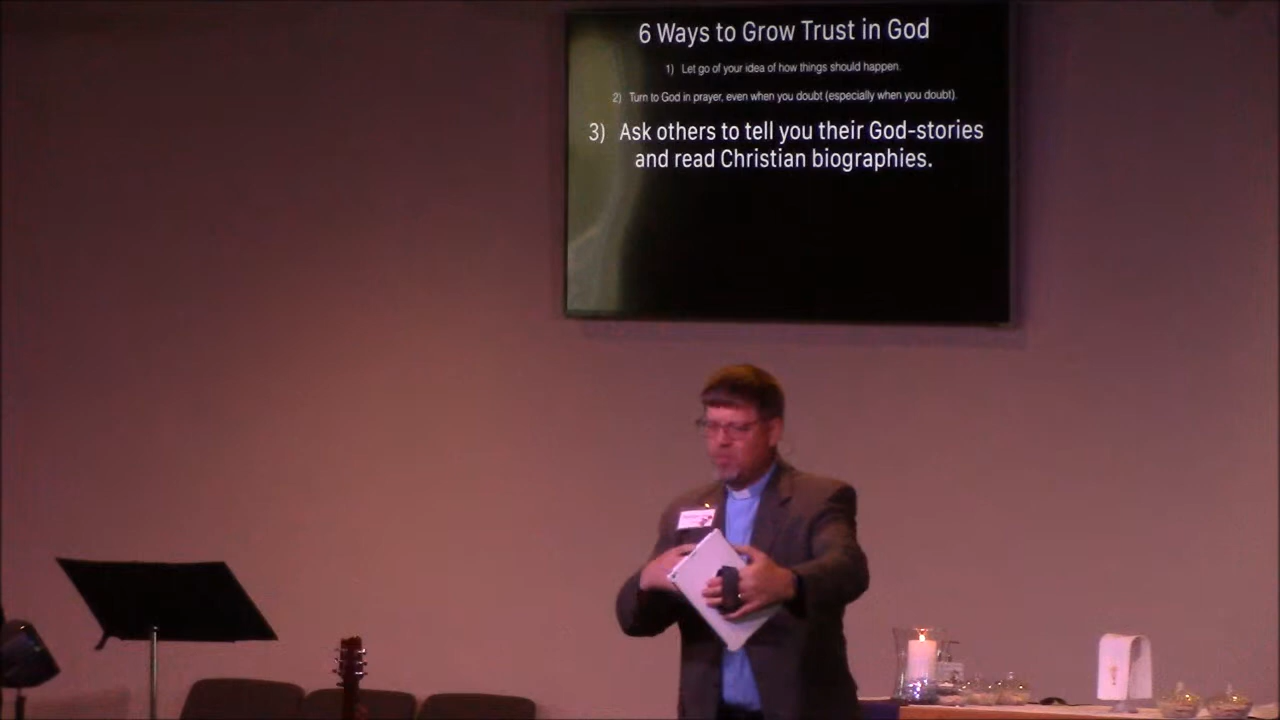 6 Ways to Grow Trust in God
1) Let go of your idea of how things should happen.
2) Turn to God in prayer, even when you doubt (especially when you doubt).
3) Ask others to tell you their God-stories
and read Christian biographies.